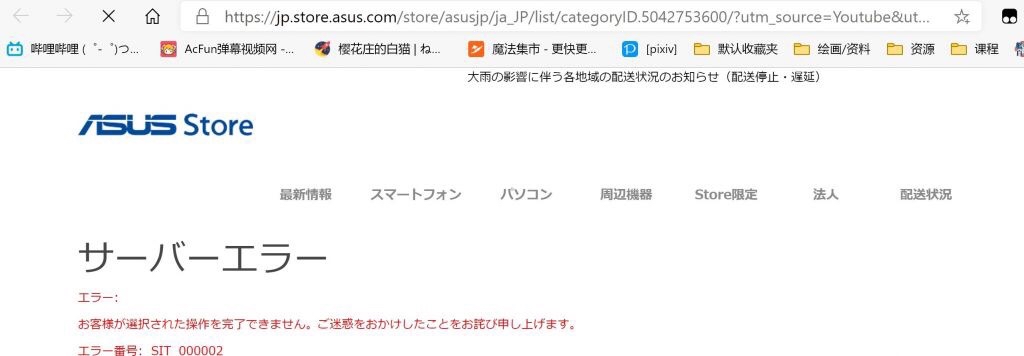 https://jp.store.asus.com/store/asusjp/ja_JP/list/categoryID.5042753600/?utm_source=Youtube&ut...
哔哩哔哩 ( ゜- ゜)つ... AcFun弹幕视频网 -... 樱花庄的白猫 | ね... 魔法集市 - 更快更... [pixiv] 默认收藏夹 绘画/资料 资源 课程
大雨の影響に伴う各地域の配送状況のお知らせ（配送停止・遅延）
ASUS Store
最新情報 スマートフォン パソコン 周辺機器 Store限定 法人 配送状況
サーバーエラー
エラー:
お客様が選択された操作を完了できません。ご迷惑をおかけしたことをお詫び申し上げます。
エラー番号: SIT_000002